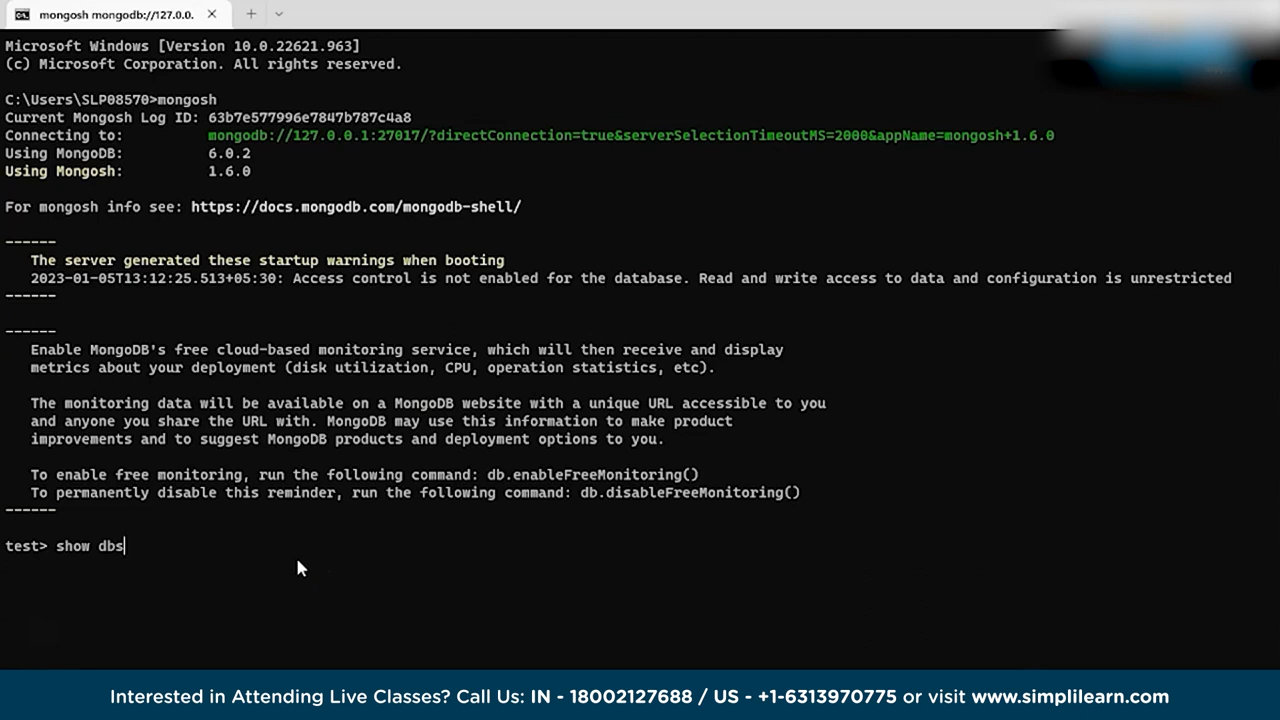 mongosh mongodb://127.0.0.
Microsoft Windows [Version 10.0.22621.963]
(c) Microsoft Corporation. All rights reserved.
C:\Users\SLP08570>mongosh
Current Mongosh Log ID: 63b7e577996e7847b787c4a8
Connecting to: mongodb://127.0.0.1:27017/?directConnection=true&serverSelectionTimeoutMS=2000&appName=mongosh+1.6.0
Using MongoDB: 6.0.2
Using Mongosh: 1.6.0
For mongosh info see: https://docs.mongodb.com/mongodb-shell/
------
The server generated these startup warnings when booting
2023-01-05T13:12:25.513+05:30: Access control is not enabled for the database. Read and write access to data and configuration is unrestricted
------
------
Enable MongoDB's free cloud-based monitoring service, which will then receive and display
metrics about your deployment (disk utilization, CPU, operation statistics, etc).
The monitoring data will be available on a MongoDB website with a unique URL accessible to you
and anyone you share the URL with. MongoDB may use this information to make product
improvements and to suggest MongoDB products and deployment options to you.
To enable free monitoring, run the following command: db.enableFreeMonitoring()
To permanently disable this reminder, run the following command: db.disableFreeMonitoring()
------
test> show dbs
Interested in Attending Live Classes? Call Us: IN - 18002127688 / US - +1-6313970775 or visit www.simplilearn.com